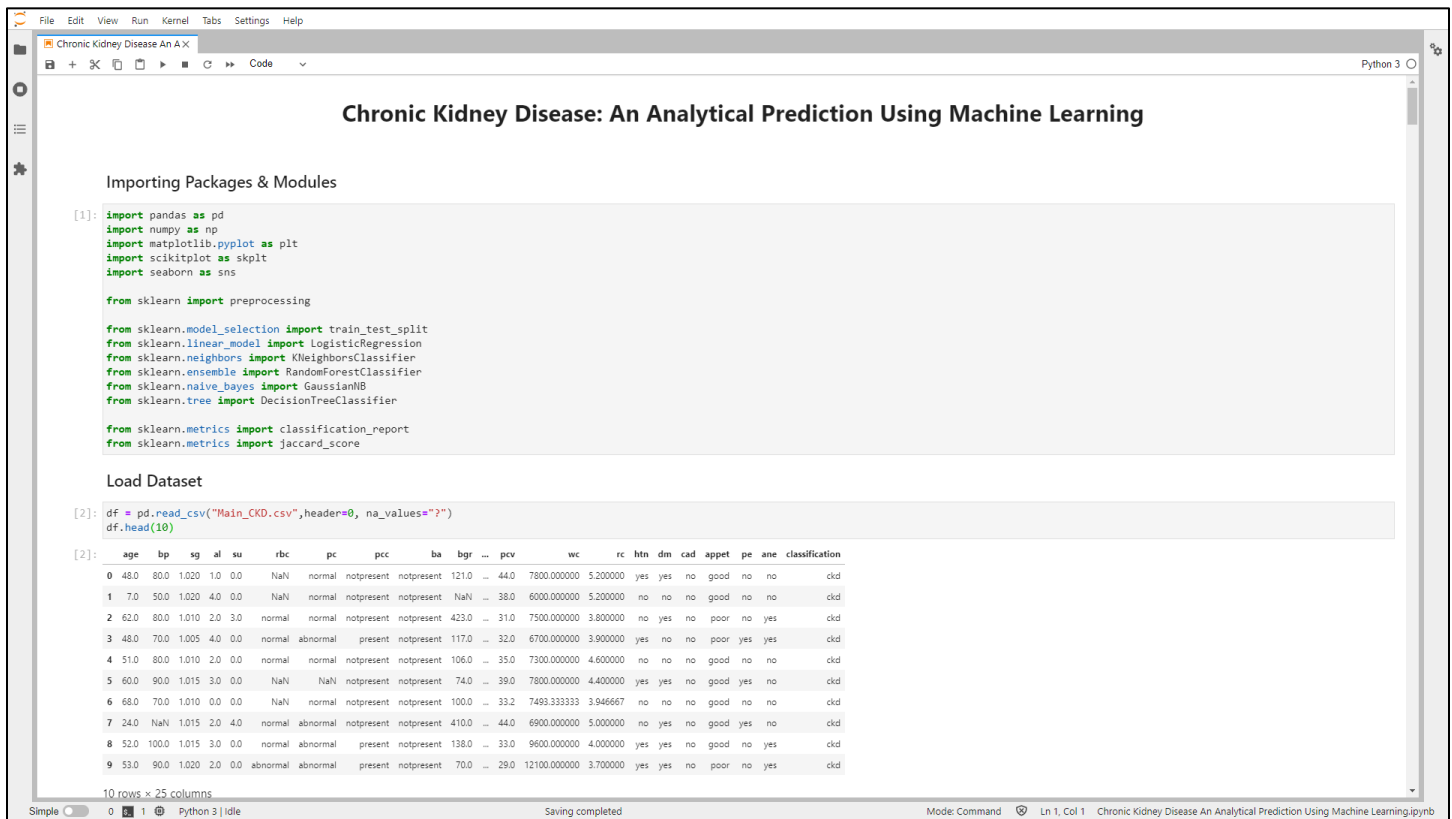 File Edit View Run Kernel Tabs Settings Help
Chronic Kidney Disease An A
Code
Python 3
Chronic Kidney Disease: An Analytical Prediction Using Machine Learning
Importing Packages & Modules
[1]: import pandas as pd
import numpy as np
import matplotlib.pyplot as plt
import scikitplot as skplt
import seaborn as sns
from sklearn import preprocessing
from sklearn.model_selection import train_test_split
from sklearn.linear_model import LogisticRegression
from sklearn.neighbors import KNeighborsClassifier
from sklearn.ensemble import RandomForestClassifier
from sklearn.naive_bayes import GaussianNB
from sklearn.tree import DecisionTreeClassifier
from sklearn.metrics import classification_report
from sklearn.metrics import jaccard_score
Load Dataset
[2]: df = pd.read_csv("Main_CKD.csv",header=0, na_values="?")
df.head(10)
[2]: age bp sg al su rbc pc pcc ba bgr ... pcv wc rc htn dm cad appet pe ane classification
0 48.0 80.0 1.020 1.0 0.0 NaN normal notpresent notpresent 121.0 ... 44.0 7800.000000 5.200000 yes yes no good no no ckd
1 7.0 50.0 1.020 4.0 0.0 NaN normal notpresent notpresent NaN ... 38.0 6000.000000 5.200000 no no no good no no ckd
2 62.0 80.0 1.010 2.0 3.0 normal normal notpresent notpresent 423.0 ... 31.0 7500.000000 3.800000 no yes no poor no yes ckd
3 48.0 70.0 1.005 4.0 0.0 normal abnormal present notpresent 117.0 ... 32.0 6700.000000 3.900000 yes no no poor yes yes ckd
4 51.0 80.0 1.010 2.0 0.0 normal normal notpresent notpresent 106.0 ... 35.0 7300.000000 4.600000 no no no good no no ckd
5 60.0 90.0 1.015 3.0 0.0 NaN NaN notpresent notpresent 74.0 ... 39.0 7800.000000 4.400000 yes yes no good yes no ckd
6 68.0 70.0 1.010 0.0 0.0 NaN normal notpresent notpresent 100.0 ... 33.2 7493.333333 3.946667 no no no good no no ckd
7 24.0 NaN 1.015 2.0 4.0 normal abnormal notpresent notpresent 410.0 ... 44.0 6900.000000 5.000000 no yes no good yes no ckd
8 52.0 100.0 1.015 3.0 0.0 normal abnormal present notpresent 138.0 ... 33.0 9600.000000 4.000000 yes yes no good no yes ckd
9 53.0 90.0 1.020 2.0 0.0 abnormal abnormal present notpresent 70.0 ... 29.0 12100.000000 3.700000 yes yes no poor no yes ckd
10 rows × 25 columns
Simple 0 1 Python 3 | Idle Saving completed Mode: Command Ln 1, Col 1 Chronic Kidney Disease An Analytical Prediction Using Machine Learning.ipynb